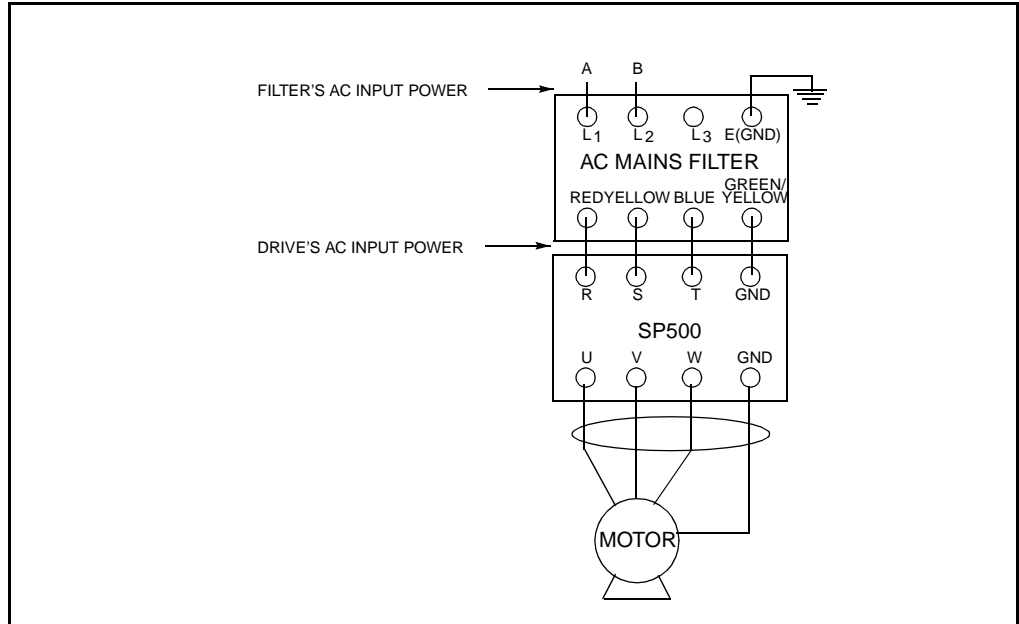 A B
FILTER'S AC INPUT POWER
L1 L2 L3 E(GND)
AC MAINS FILTER
GREEN/
RED YELLOW BLUE YELLOW
DRIVE'S AC INPUT POWER
R S T GND
SP500
U V W GND
MOTOR